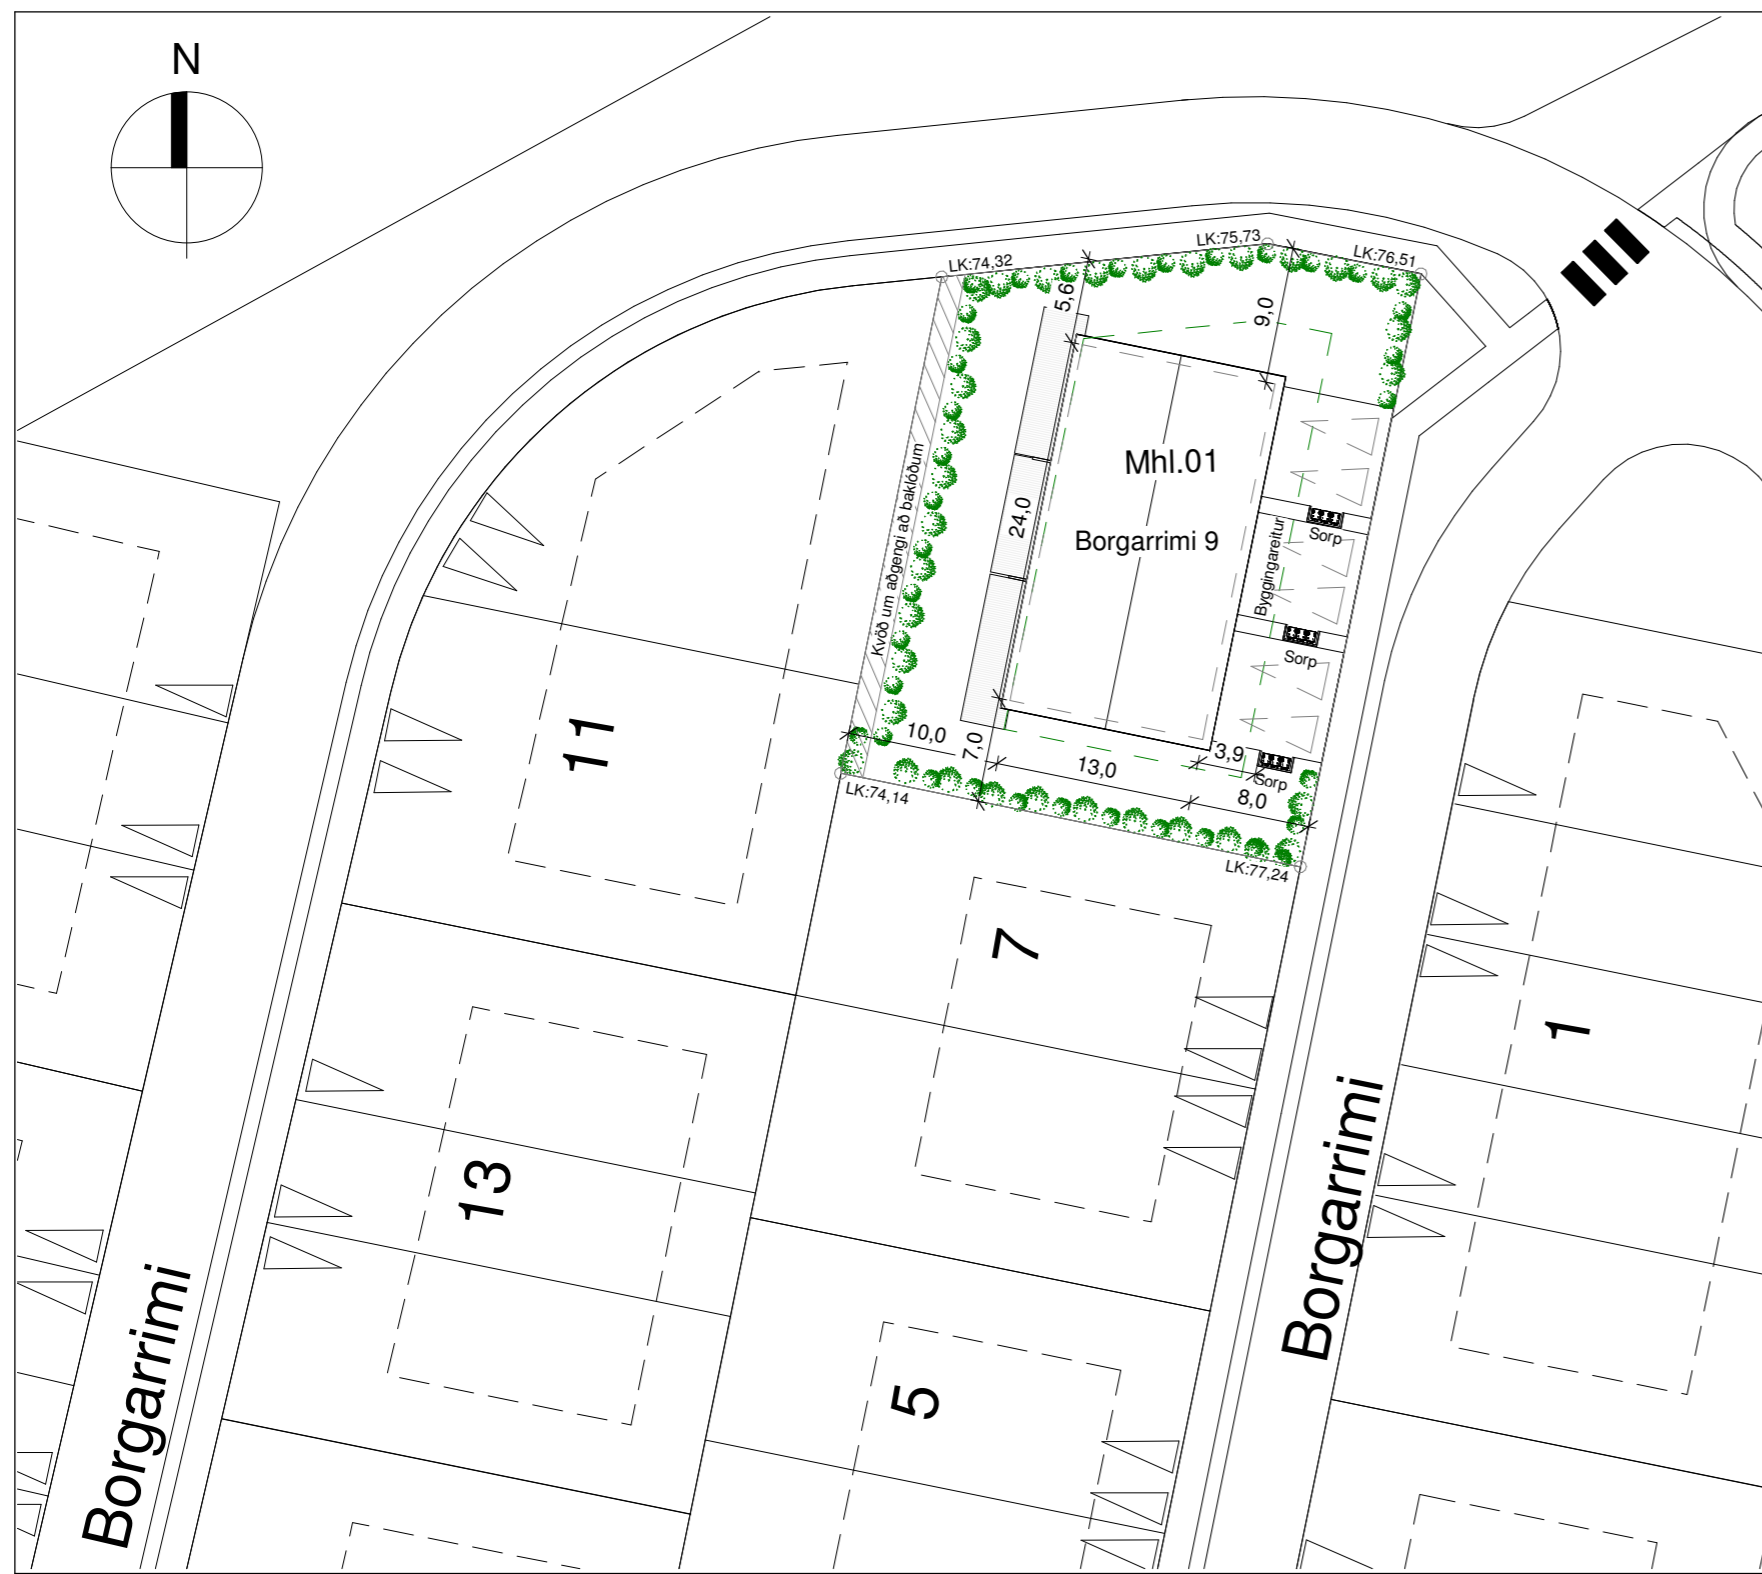 N
LK:75,73
LK:76,51
LK:74,32
5,6
9,0
Mhl.01
24,0
Borgarrimi 9
Sorp
Byggingareitur
Kvöð um aðgengi að baklóðum
Sorp
11
10,0
7,0
3,9
13,0
Sorp
8,0
LK:74,14
LK:77,24
7
1
13
Borgarrimi
Borgarrimi
5